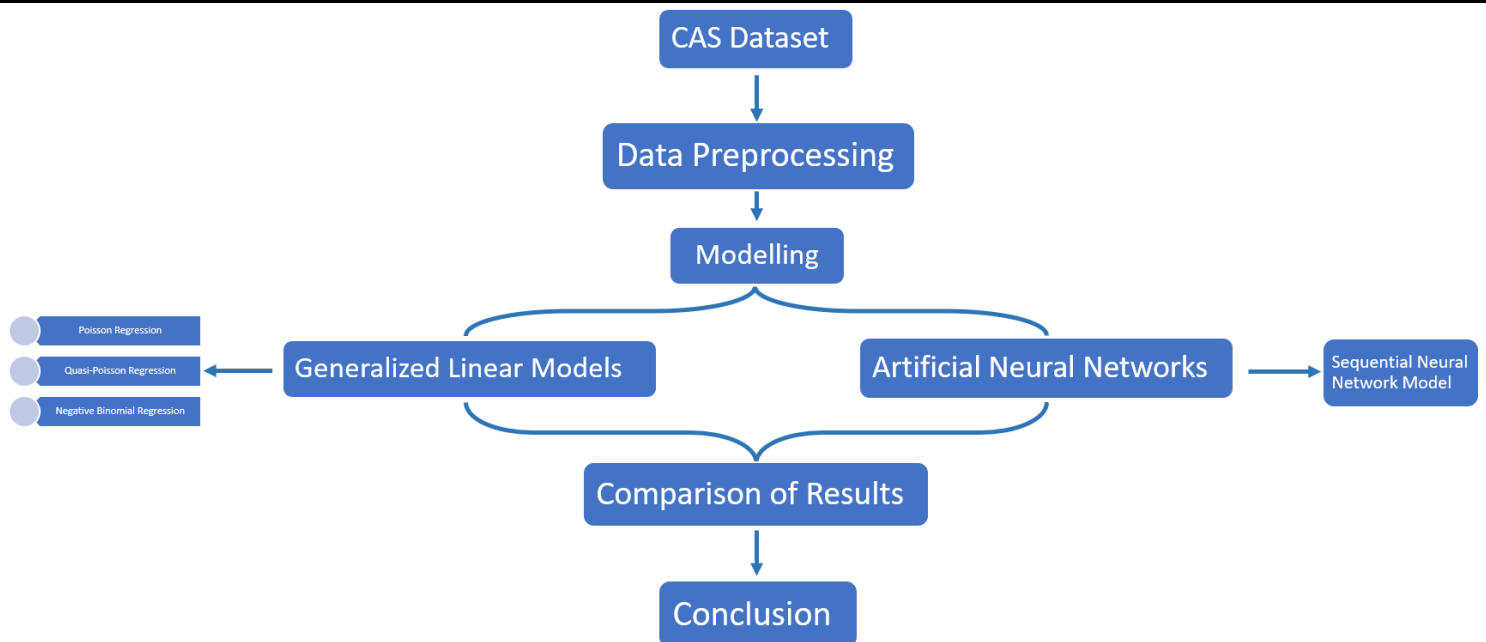 CAS Dataset
Data Preprocessing
Modelling
Poisson Regression
Quasi-Poisson Regression
Negative Binomial Regression
Generalized Linear Models
Artificial Neural Networks
Sequential Neural
Network Model
Comparison of Results
Conclusion